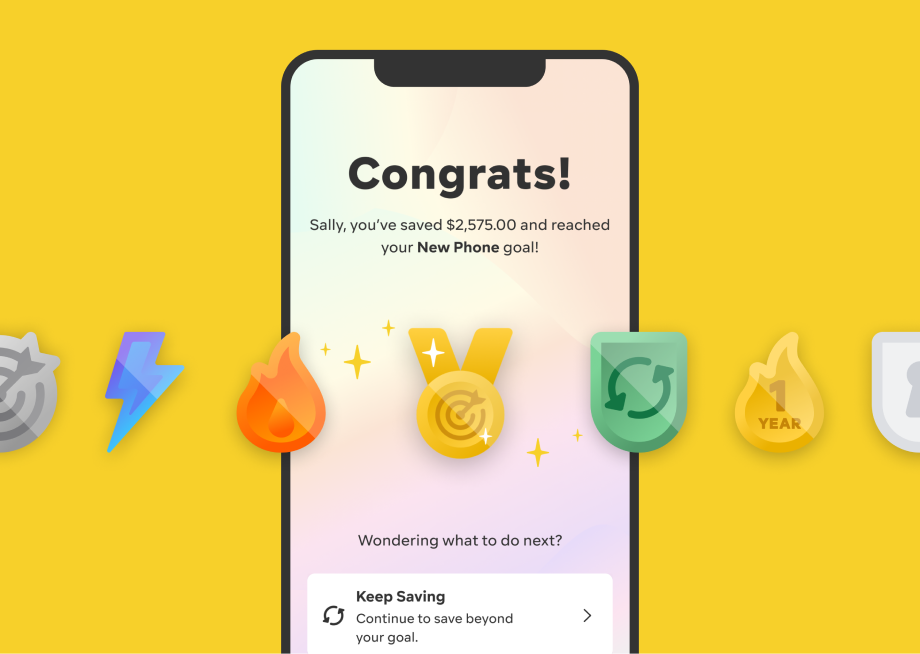 Congrats!
Sally, you’ve saved $2,575.00 and reached
your New Phone goal!
1
YEAR
Wondering what to do next?
Keep Saving
Continue to save beyond
your goal.